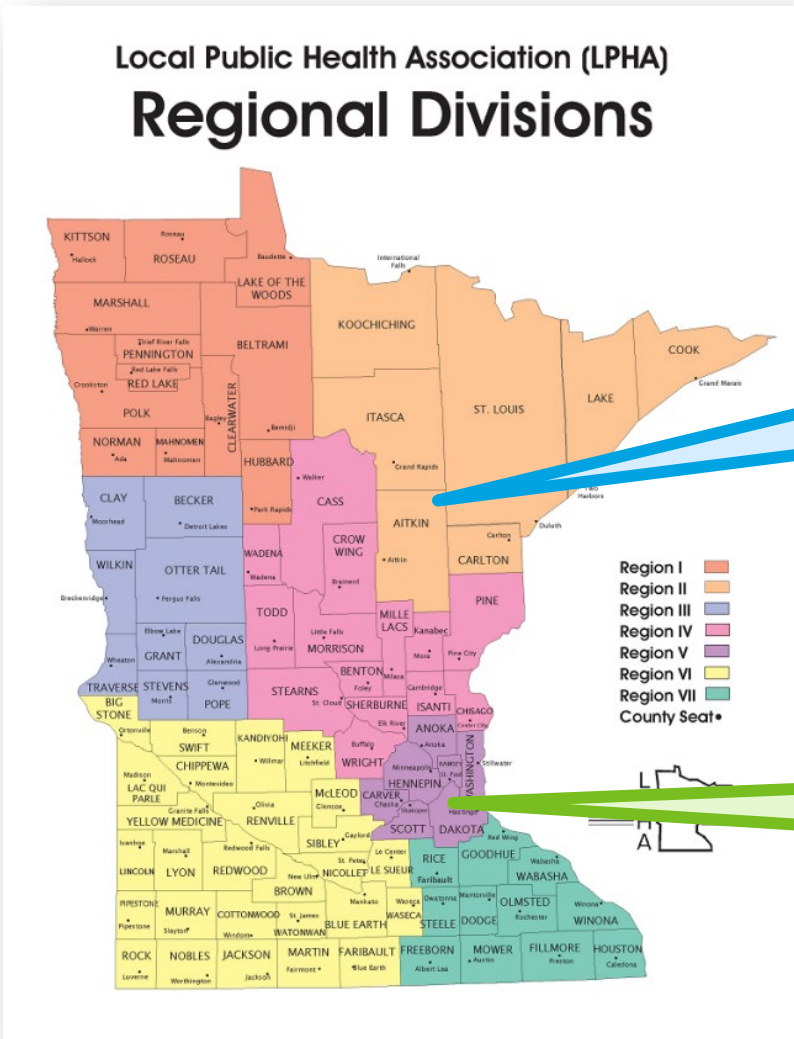 Local Public Health Association (LPHA)
Regional Divisions
KITTSON
Hallock
Roseau
ROSEAU
Baudette
LAKE OF THE
WOODS
International
Falls
MARSHALL
Warren
KOOCHICHING
Thief River Falls
PENNINGTON
BELTRAMI
COOK
Grand Marais
Red Lake Falls
RED LAKE
Crookston
POLK
CLEARWATER
Bagley
Bemidji
ITASCA
Grand Rapids
ST. LOUIS
LAKE
NORMAN
Ada
MAHNOMEN
Mahnomen
HUBBARD
Park Rapids
Walker
CASS
Two
Harbors
CLAY
Moorhead
BECKER
Detroit Lakes
AITKIN
Aitkin
Duluth
Carlton
CARLTON
WILKIN
Breckenridge
OTTER TAIL
Fergus Falls
WADENA
Wadena
CROW
WING
Brainerd
Region I
Region II
Region III
Region IV
Region V
Region VI
Region VII
County Seat
TODD
Long Prairie
Little Falls
MORRISON
MILLE
LACS
Milaca
Kanabec
Mora
PINE
Pine City
Elbow Lake
GRANT
DOUGLAS
Alexandria
Wheaton
TRAVERSE
STEVENS
Morris
Glenwood
POPE
STEARNS
St. Cloud
BENTON
Foley
SHERBURNE
Elk River
Cambridge
ISANTI
CHISAGO
Center City
BIG
STONE
Ortonville
Benson
SWIFT
KANDIYOHI
Willmar
MEEKER
Litchfield
Buffalo
WRIGHT
ANOKA
Anoka
WASHINGTON
Stillwater
CHIPPEWA
Montevideo
Madison
LAC QUI
PARLE
Minneapolis
HENNEPIN
RAMSEY
St. Paul
McLEOD
Glencoe
CARVER
Chaska
Shakopee
SCOTT
Hastings
DAKOTA
L
H
A
Granite Falls
YELLOW MEDICINE
Olivia
RENVILLE
SIBLEY
Gaylord
Ivanhoe
LINCOLN
Marshall
LYON
Redwood Falls
REDWOOD
New Ulm
BROWN
St. Peter
NICOLLET
Le Center
LE SUEUR
RICE
Faribault
GOODHUE
Red Wing
Wabasha
WABASHA
PIPESTONE
Pipestone
MURRAY
Slayton
COTTONWOOD
Windom
St. James
WATONWAN
Mankato
BLUE EARTH
Waseca
WASECA
Owatonna
STEELE
Mantorville
DODGE
OLMSTED
Rochester
Winona
WINONA
ROCK
Luverne
NOBLES
Worthington
JACKSON
Jackson
MARTIN
Fairmont
FARIBAULT
Blue Earth
FREEBORN
Albert Lea
MOWER
Austin
FILLMORE
Preston
HOUSTON
Caledonia